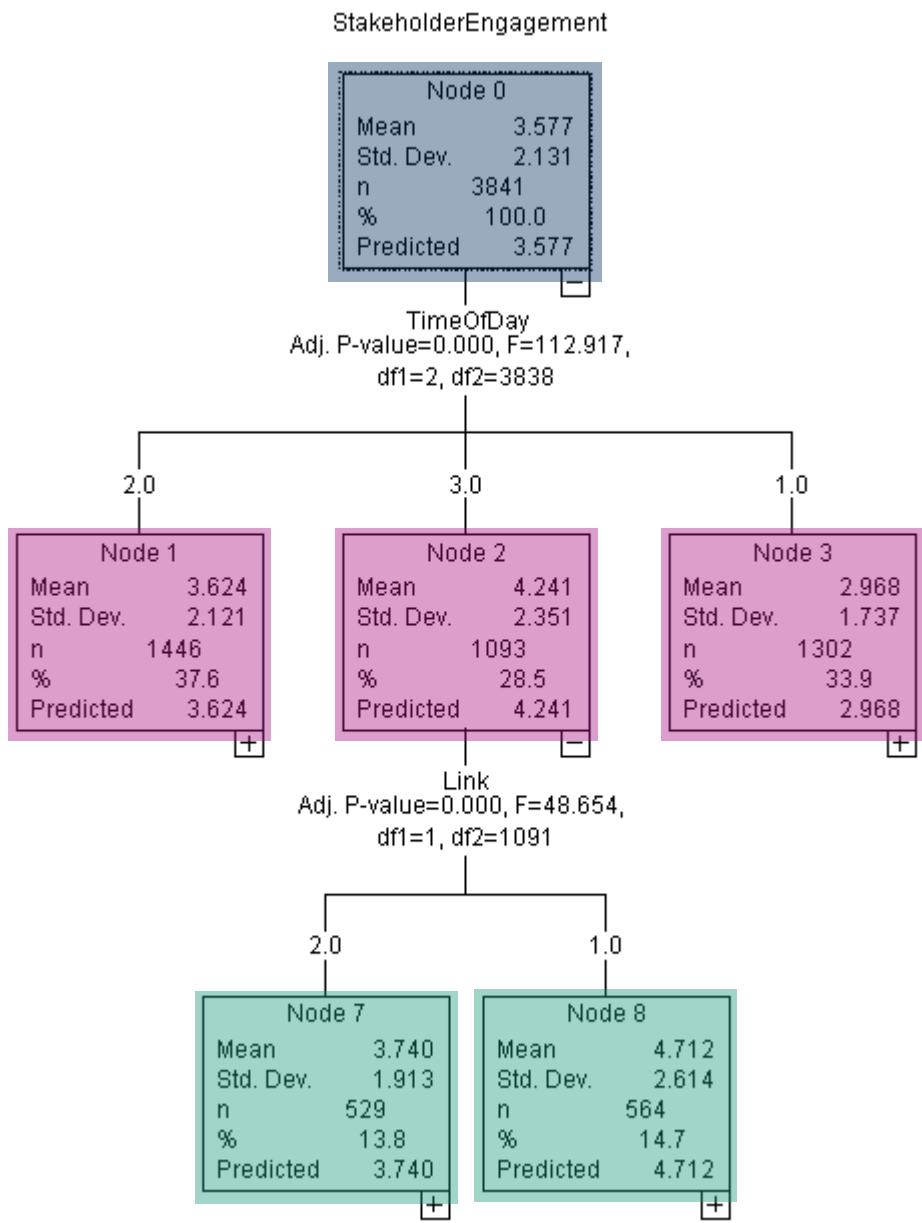 StakeholderEngagement
Node 0
Mean 3.577
Std. Dev. 2.131
n 3841
% 100.0
Predicted 3.577
TimeOfDay
Adj. P-value=0.000, F=112.917,
df1=2, df2=3838
2.0 3.0 1.0
Node 1
Mean 3.624
Std. Dev. 2.121
n 1446
% 37.6
Predicted 3.624
Node 2
Mean 4.241
Std. Dev. 2.351
n 1093
% 28.5
Predicted 4.241
Node 3
Mean 2.968
Std. Dev. 1.737
n 1302
% 33.9
Predicted 2.968
Link
Adj. P-value=0.000, F=48.654,
df1=1, df2=1091
2.0 1.0
Node 7
Mean 3.740
Std. Dev. 1.913
n 529
% 13.8
Predicted 3.740
Node 8
Mean 4.712
Std. Dev. 2.614
n 564
% 14.7
Predicted 4.712